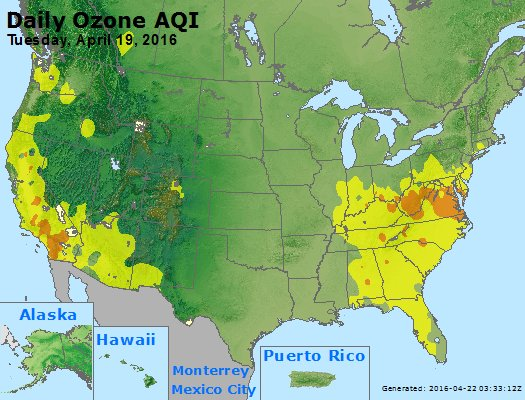 Daily Ozone AQI
Tuesday, April 19, 2016
Alaska
Hawaii
Monterrey
Mexico City
Puerto Rico
Generated: 2016-04-22 03:33:12Z